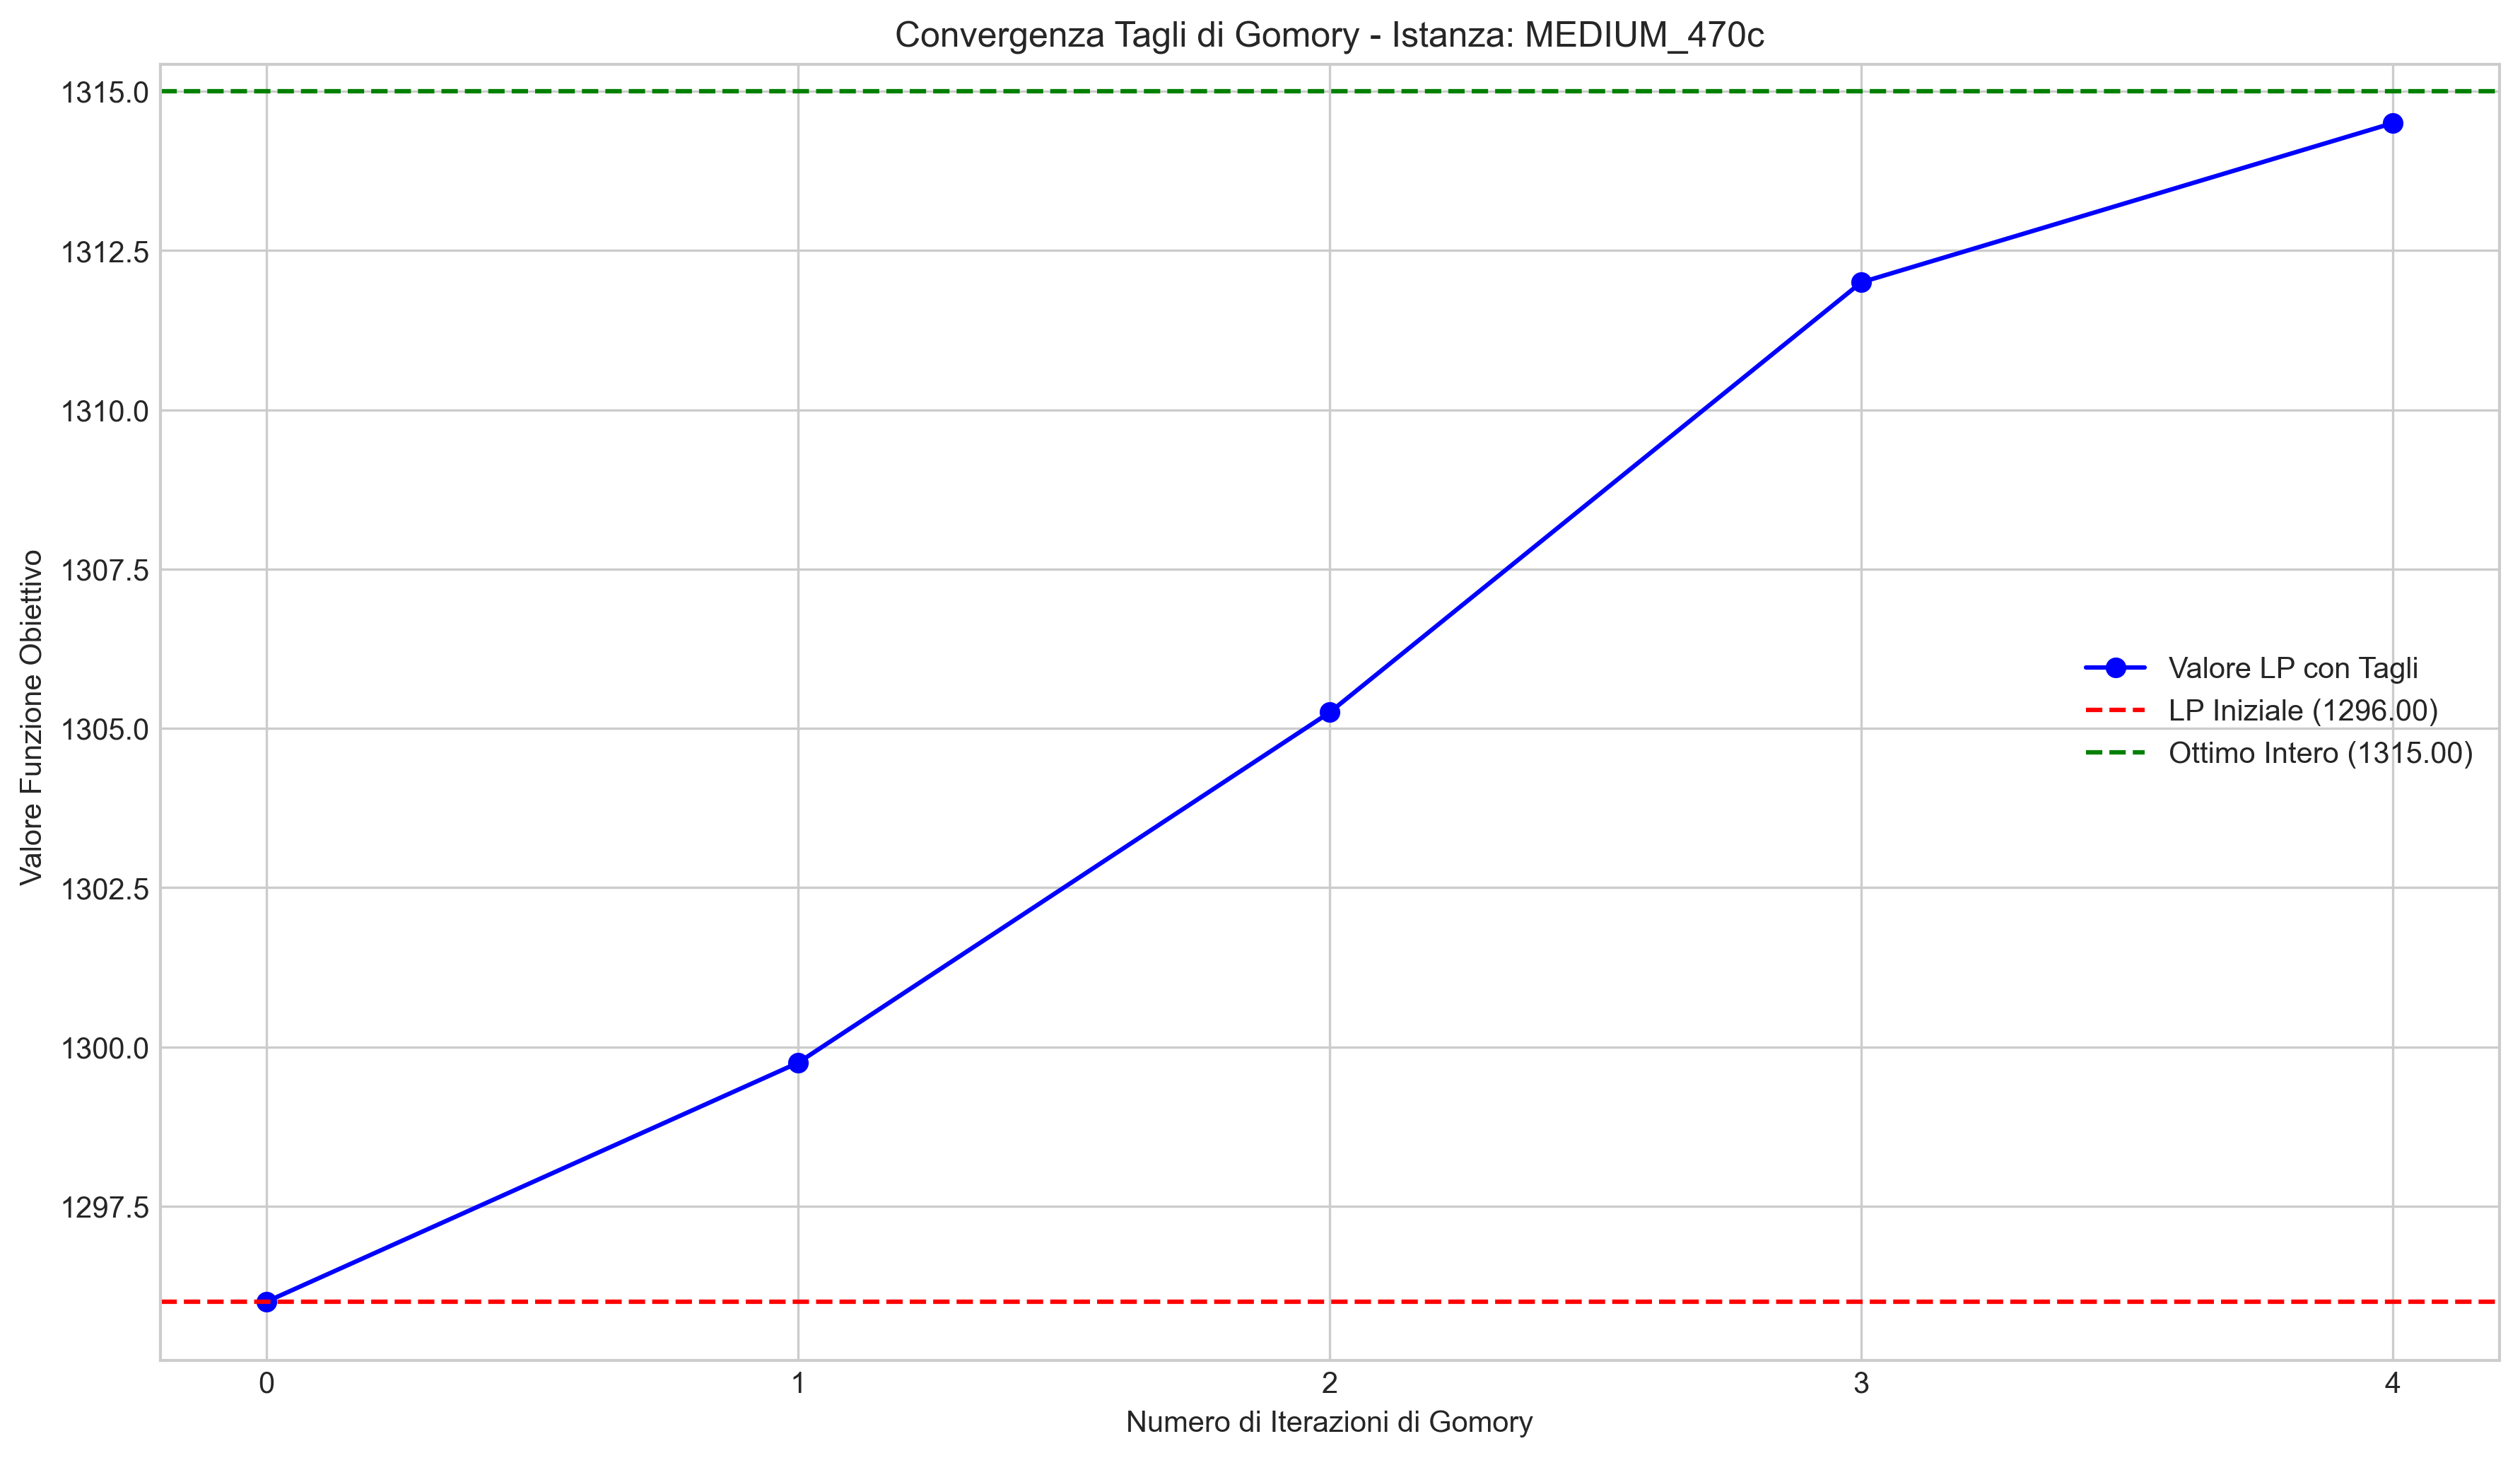 Convergenza Tagli di Gomory - Istanza: MEDIUM_470c
Valore Funzione Obiettivo
1315.0
1312.5
1310.0
1307.5
1305.0
1302.5
1300.0
1297.5
Valore LP con Tagli
LP Iniziale (1296.00)
Ottimo Intero (1315.00)
0 1 2 3 4
Numero di Iterazioni di Gomory